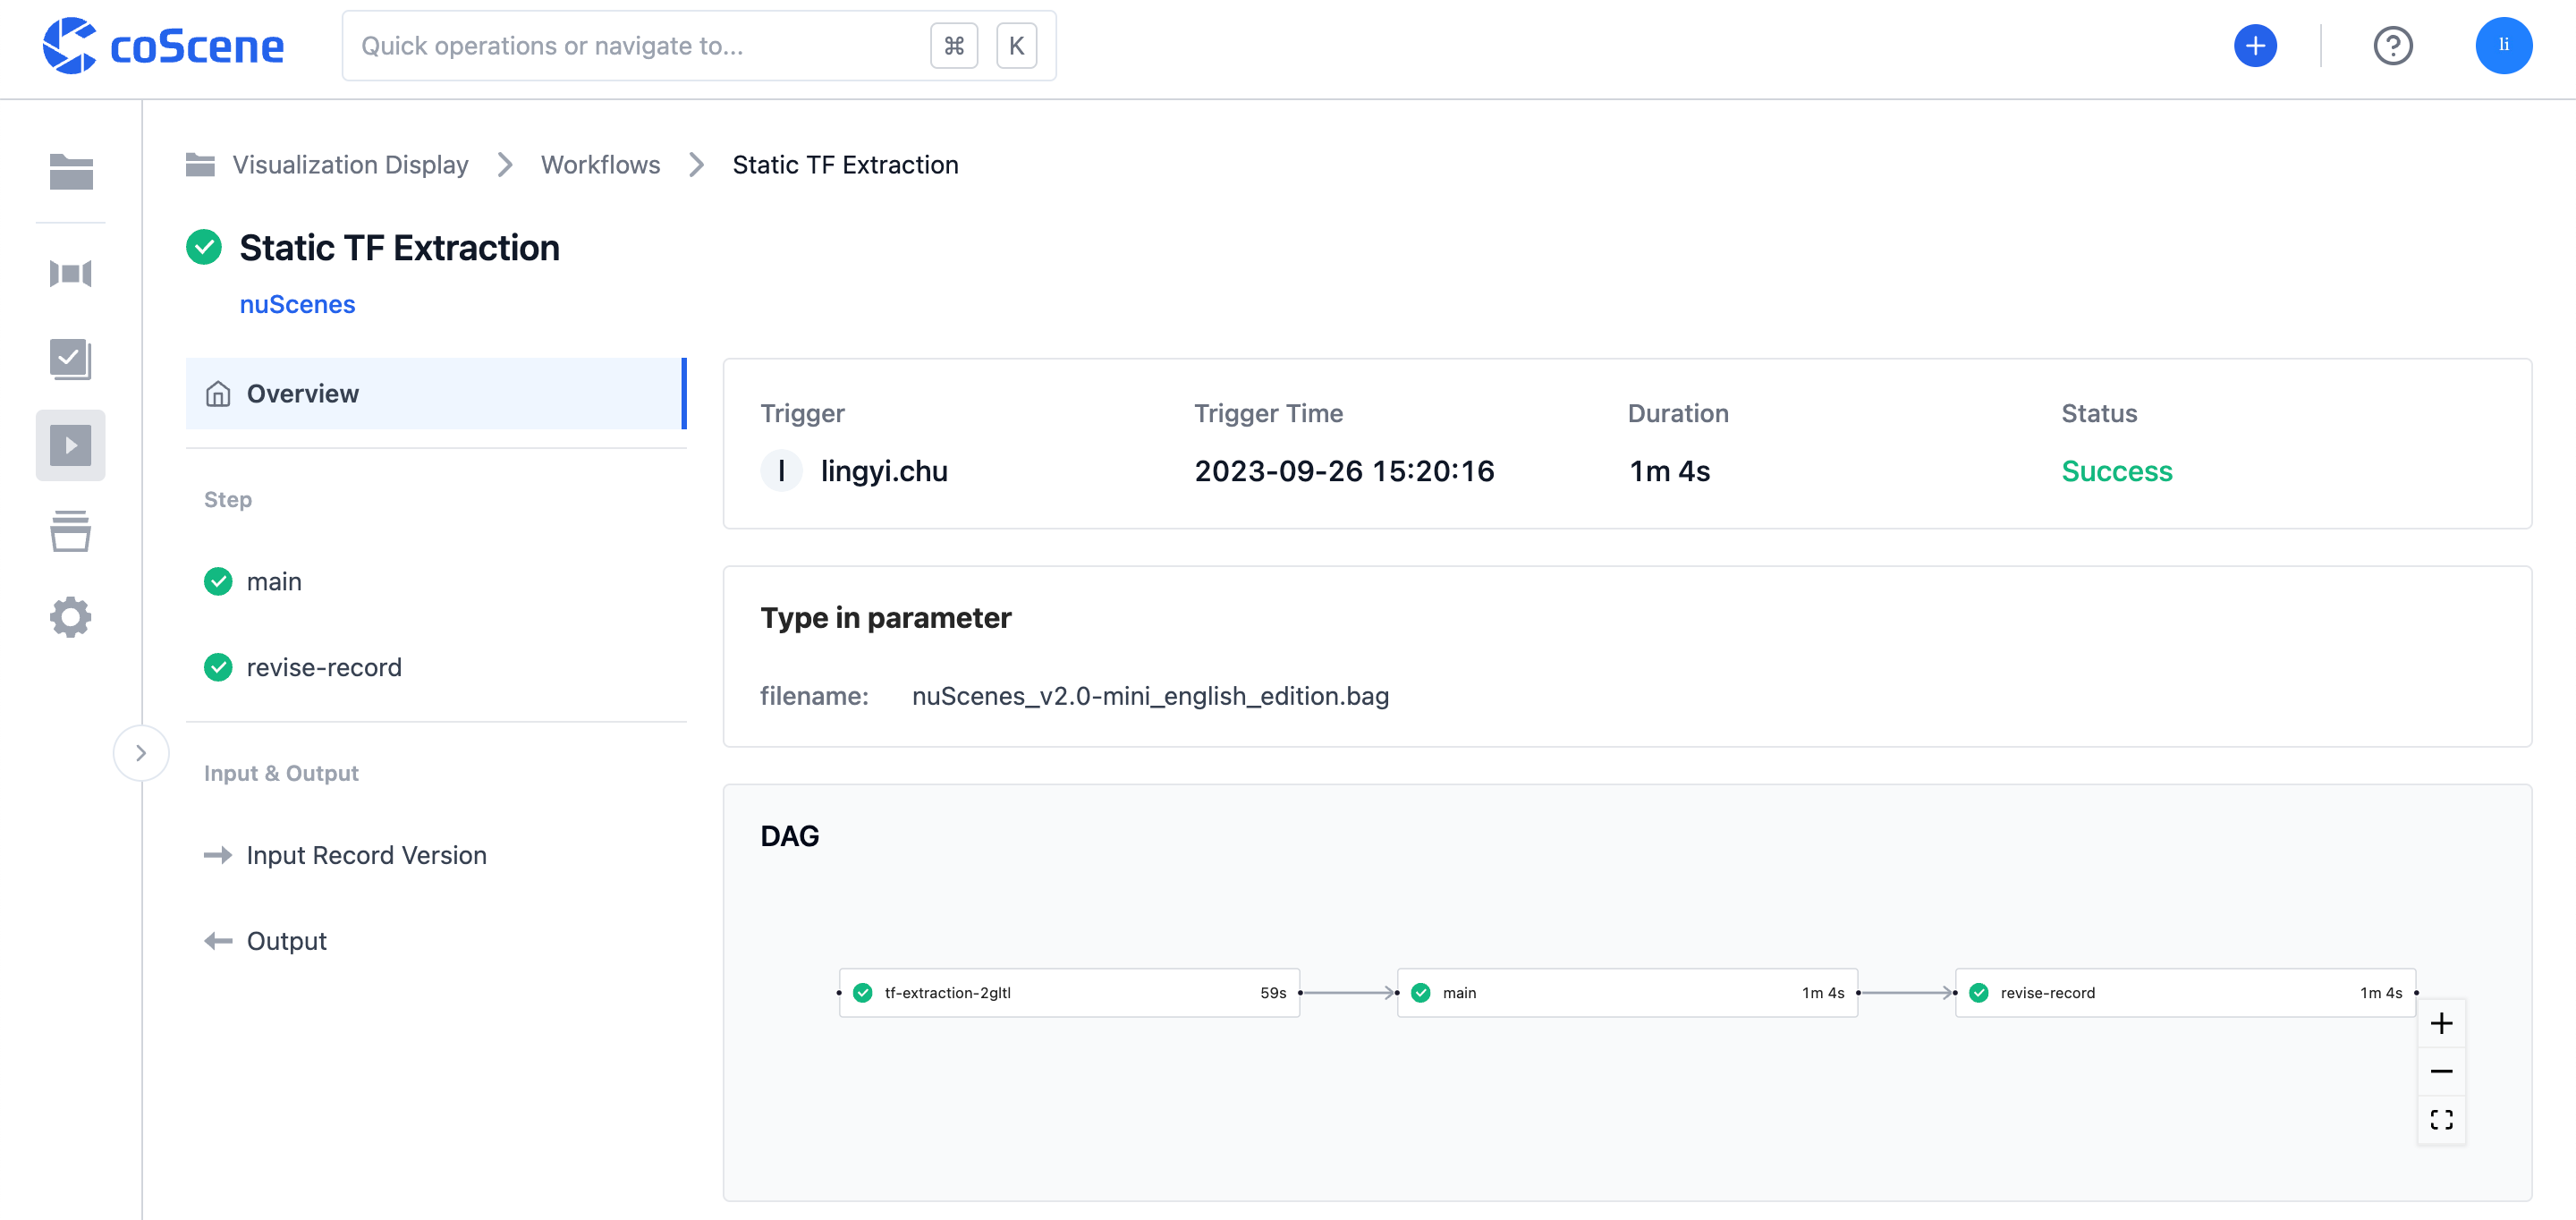 coScene
Quick operations or navigate to...
⌘ K
li
Visualization Display
Workflows
Static TF Extraction
Static TF Extraction
nuScenes
Overview
Step
main
revise-record
Input & Output
Input Record Version
Output
Trigger
Trigger Time
Duration
Status
l lingyi.chu
2023-09-26 15:20:16
1m 4s
Success
Type in parameter
filename: nuScenes_v2.0-mini_english_edition.bag
DAG
tf-extraction-2gltl 59s
main 1m 4s
revise-record 1m 4s